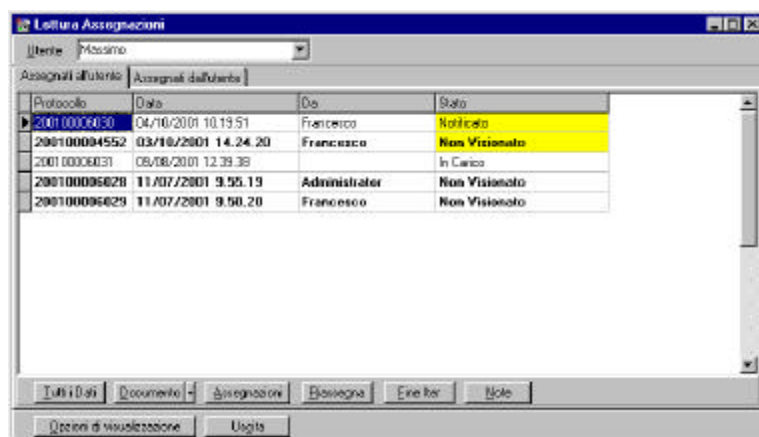 Lettura Assegnazioni
Utente Massimo
Assegnati all'utente Assegnati dall'utente
Protocollo Data Da Stato
200100006030 04/10/2001 10.19.51 Francesco Notificato
200100004552 03/10/2001 14.24.20 Francesco Non Visionato
200100006031 09/08/2001 12.39.38 In Carico
200100006028 11/07/2001 9.55.19 Administrator Non Visionato
200100006029 11/07/2001 9.50.20 Francesco Non Visionato
Tutti i Dati Documento Assegnazioni Riassegna Fine Iter Note
Opzioni di visualizzazione Uscita